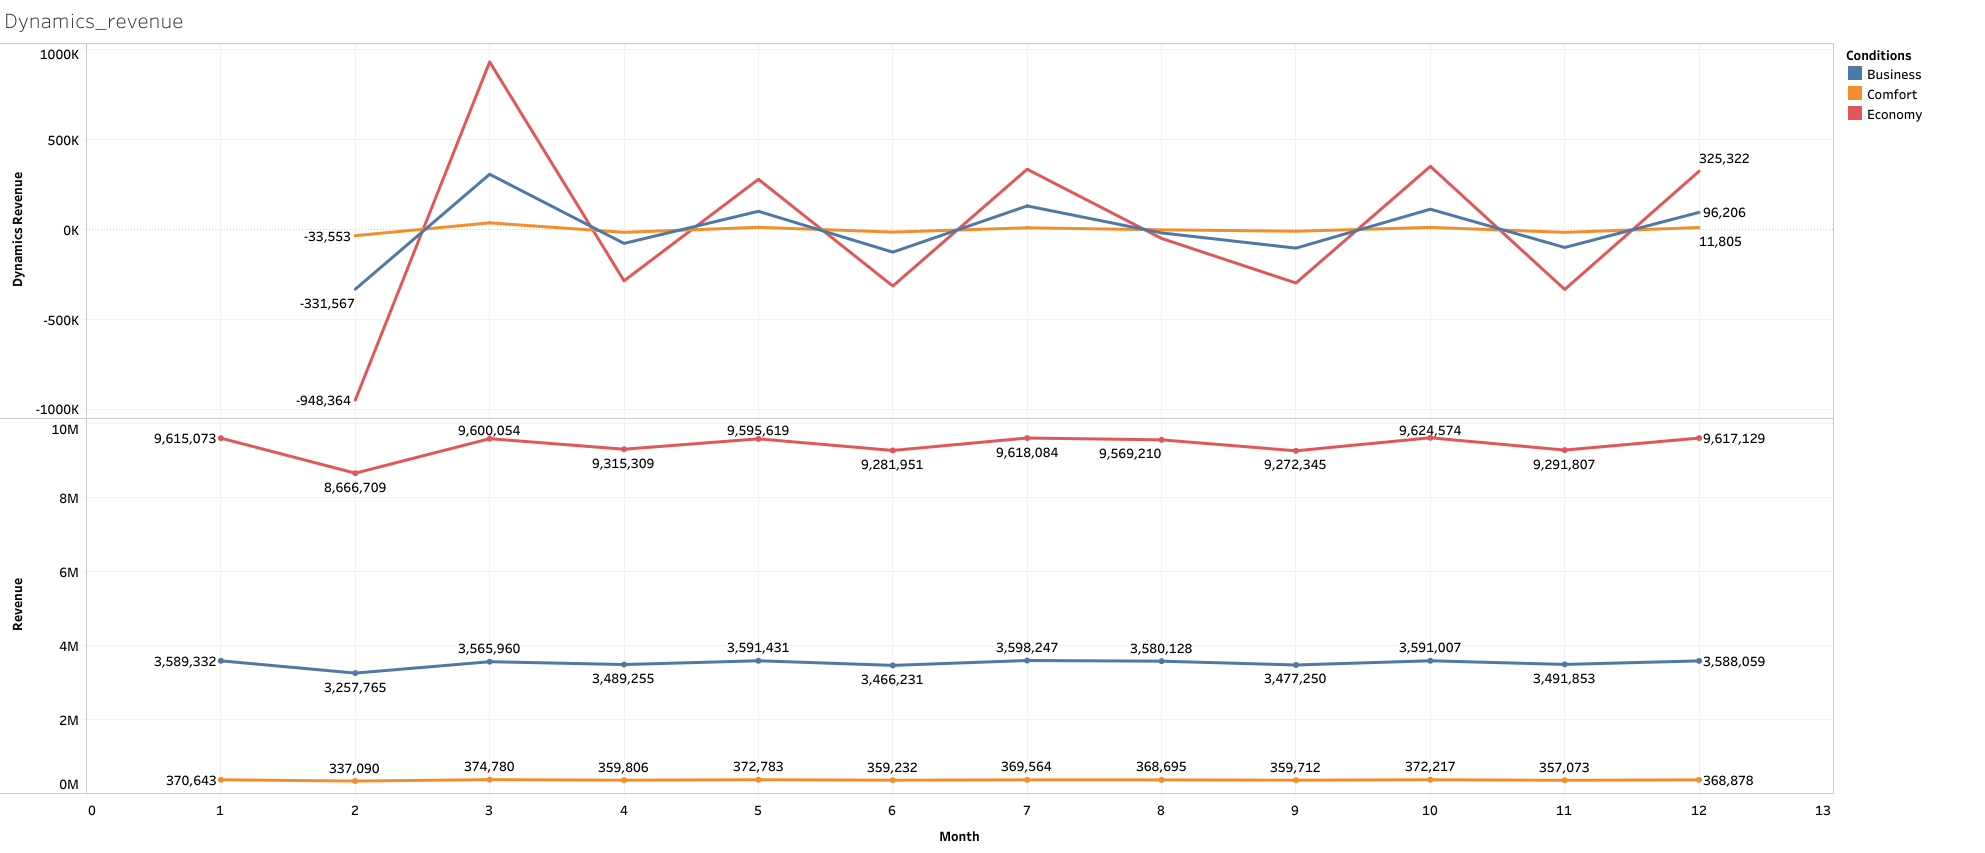 Dynamics_revenue
Conditions
Business
Comfort
Economy
Dynamics Revenue
1000K
500K
0K
-500K
-1000K
325,322
96,206
11,805
-33,553
-331,567
-948,364
Revenue
10M
8M
6M
4M
2M
0M
9,615,073
8,666,709
9,600,054
9,315,309
9,595,619
9,281,951
9,618,084
9,569,210
9,272,345
9,624,574
9,291,807
9,617,129
3,589,332
3,257,765
3,565,960
3,489,255
3,591,431
3,466,231
3,598,247
3,580,128
3,477,250
3,591,007
3,491,853
3,588,059
370,643
337,090
374,780
359,806
372,783
359,232
369,564
368,695
359,712
372,217
357,073
368,878
0 1 2 3 4 5 6 7 8 9 10 11 12 13
Month